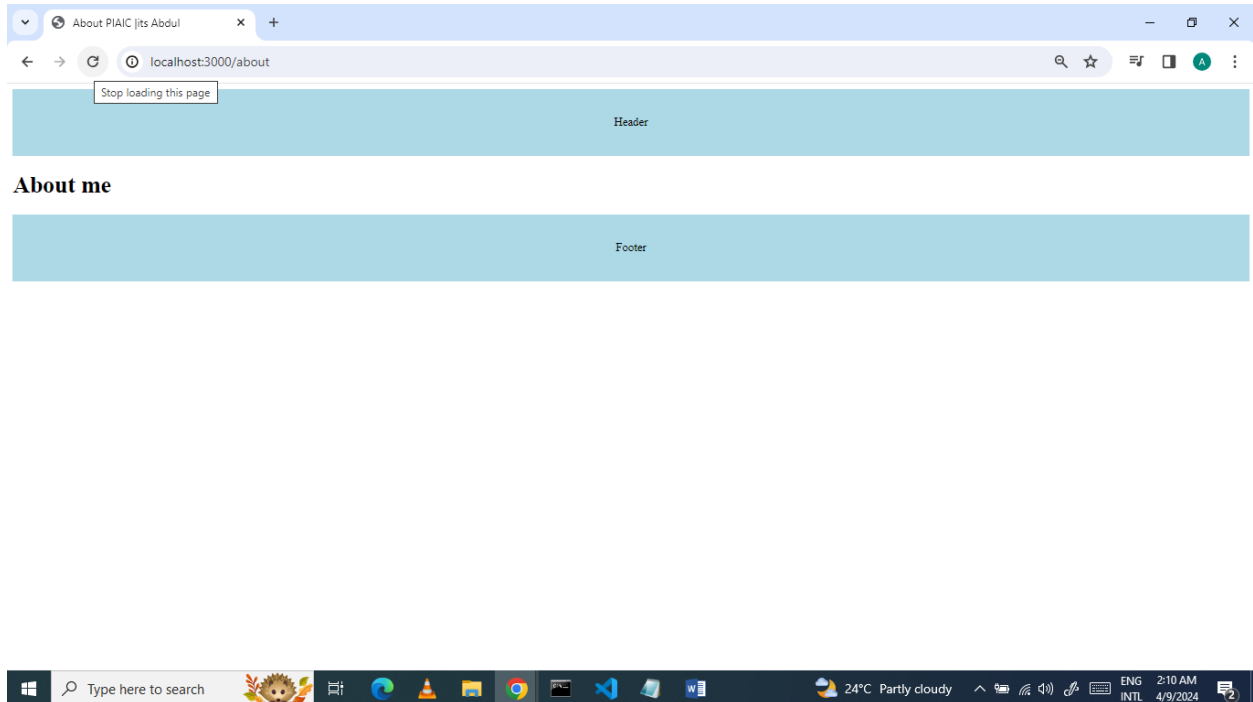 About PIAIC |its Abdul
localhost:3000/about
A
Stop loading this page
Header
About me
Footer
Type here to search
24°C Partly cloudy
ENG
INTL
2:10 AM
4/9/2024
2